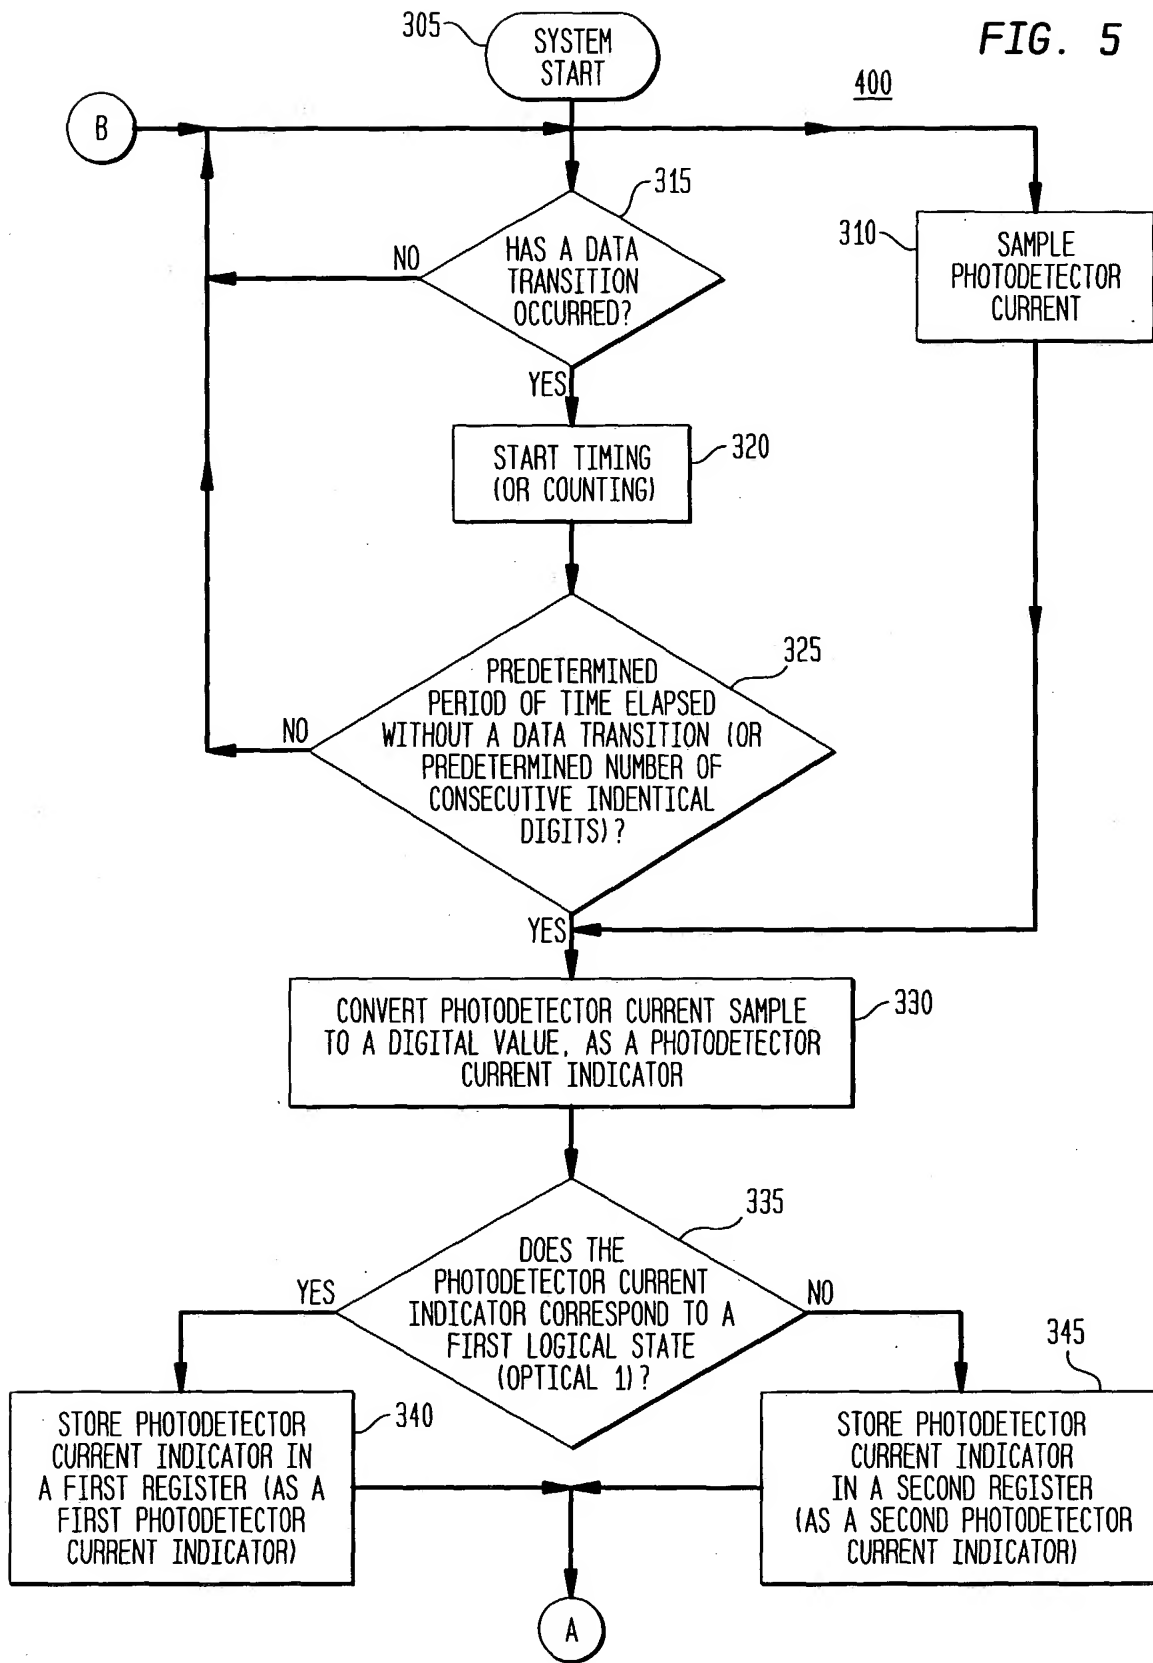 FIG. 5
400
305
SYSTEM
START
B
315
HAS A DATA
TRANSITION
OCCURRED?
NO
YES
310
SAMPLE
PHOTODETECTOR
CURRENT
320
START TIMING
(OR COUNTING)
325
PREDETERMINED
PERIOD OF TIME ELAPSED
WITHOUT A DATA TRANSITION (OR
PREDETERMINED NUMBER OF
CONSECUTIVE INDENTICAL
DIGITS)?
NO
YES
330
CONVERT PHOTODETECTOR CURRENT SAMPLE
TO A DIGITAL VALUE, AS A PHOTODETECTOR
CURRENT INDICATOR
335
DOES THE
PHOTODETECTOR CURRENT
INDICATOR CORRESPOND TO A
FIRST LOGICAL STATE
(OPTICAL 1)?
YES
NO
340
STORE PHOTODETECTOR
CURRENT INDICATOR IN
A FIRST REGISTER (AS A
FIRST PHOTODETECTOR
CURRENT INDICATOR)
345
STORE PHOTODETECTOR
CURRENT INDICATOR
IN A SECOND REGISTER
(AS A SECOND PHOTODETECTOR
CURRENT INDICATOR)
A